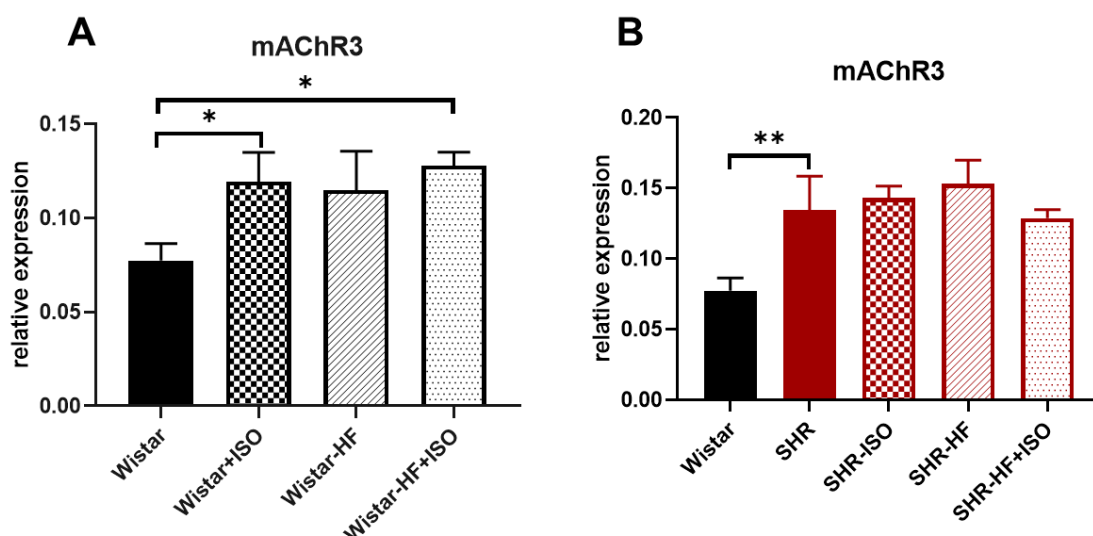 A
mAChR3
*
*
relative expression
0.15
0.10
0.05
0.00
Wistar
Wistar+ISO
Wistar-HF
Wistar-HF+ISO
B
mAChR3
**
relative expression
0.20
0.15
0.10
0.05
0.00
Wistar
SHR
SHR-ISO
SHR-HF
SHR-HF+ISO